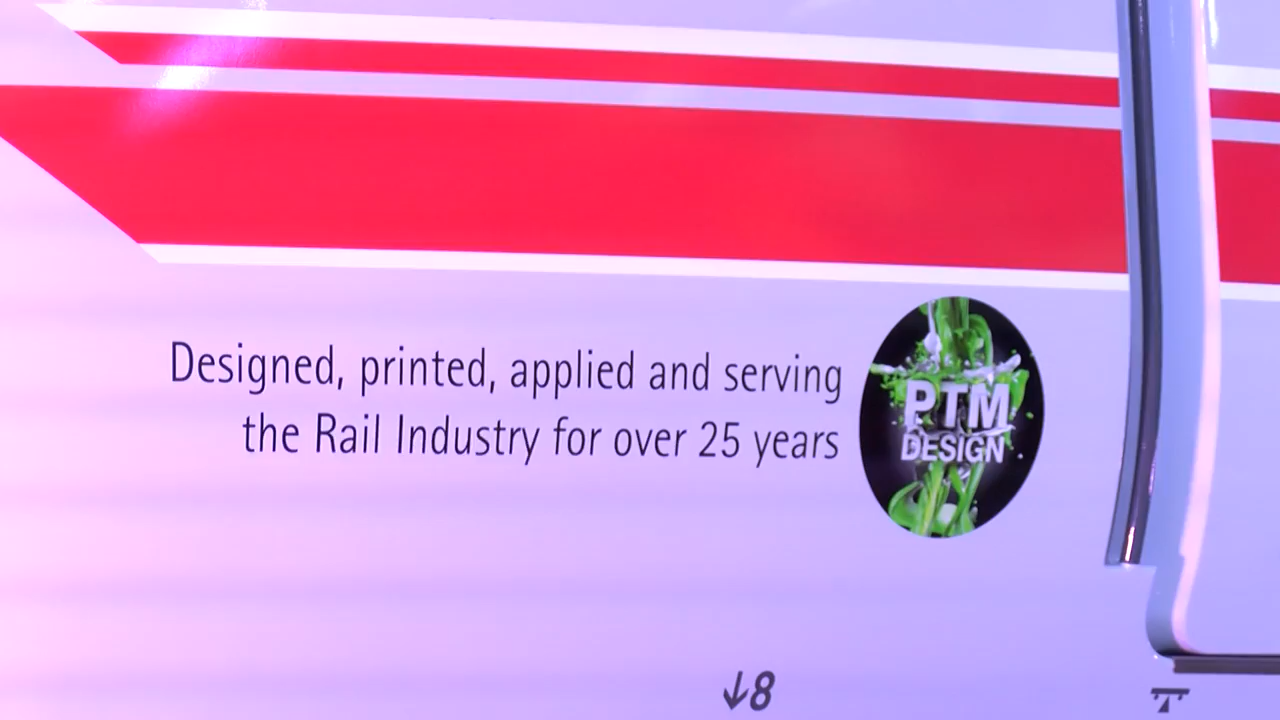 Designed, printed, applied and serving
the Rail Industry for over 25 years
PTM
DESIGN
↓8